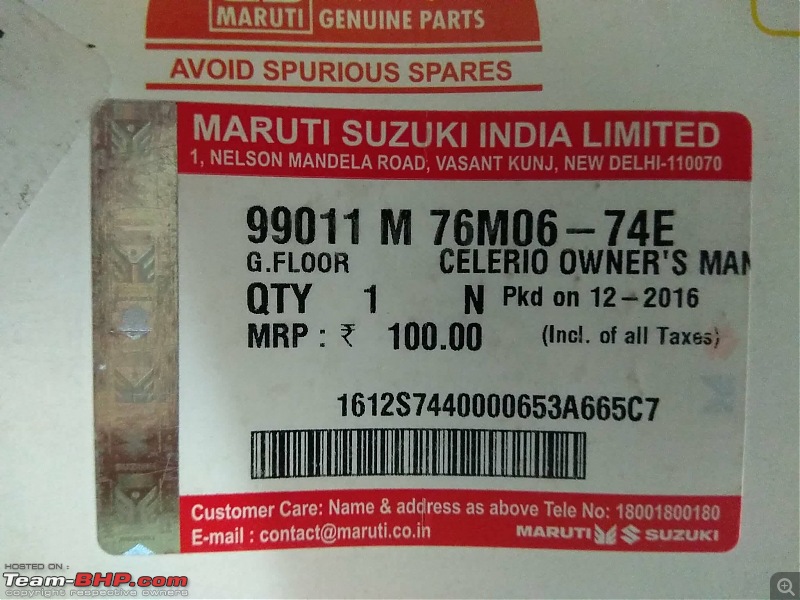 MARUTI GENUINE PARTS
AVOID SPURIOUS SPARES
MARUTI SUZUKI INDIA LIMITED
1, NELSON MANDELA ROAD, VASANT KUNJ, NEW DELHI-110070
99011 M 76M06-74E
G.FLOOR CELERIO OWNER'S MAN
QTY 1 N Pkd on 12-2016
MRP : ₹ 100.00 (Incl. of all Taxes)
1612S7440000653A665C7
SUZUKI
Customer Care: Name & address as above Tele No: 18001800180
E-mail : contact@maruti.co.in MARUTI SUZUKI
HOSTED ON :
Team-BHP.com
copyright respective owners